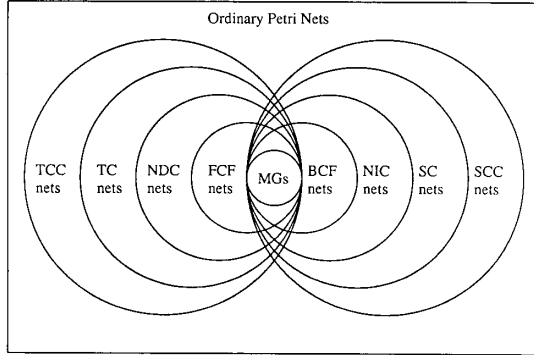 Ordinary Petri Nets
TCC
nets
TC
nets
NDC
nets
FCF
nets
MGs
BCF
nets
NIC
nets
SC
nets
SCC
nets